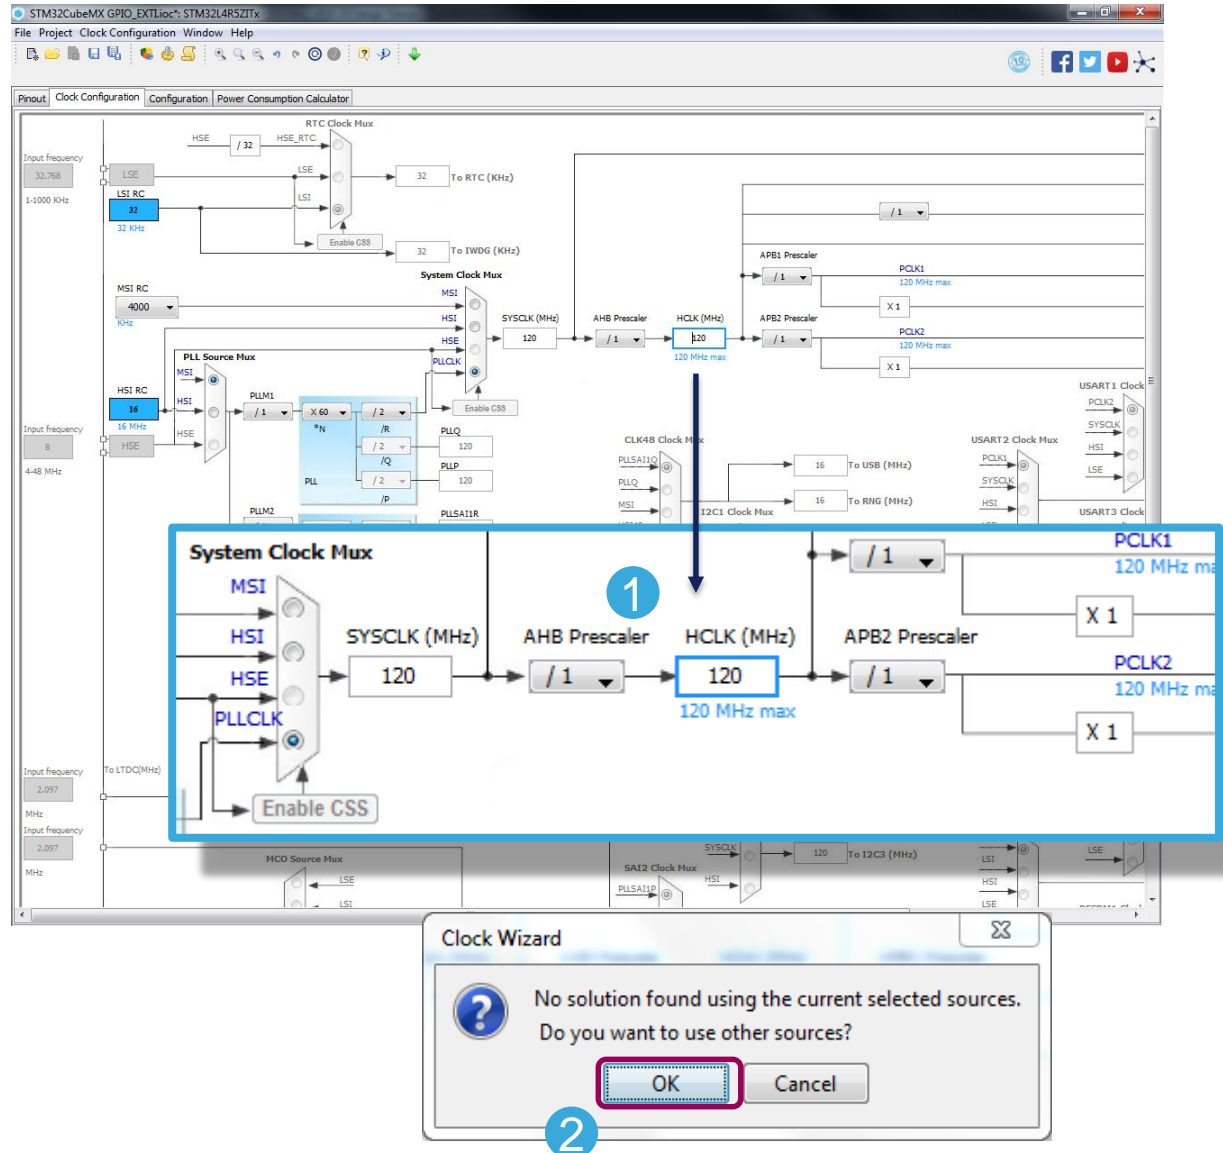 STM32CubeMX GPIO_EXTI.ioc*: STM32L4R5ZITx
File Project Clock Configuration Window Help
Pinout Clock Configuration Configuration Power Consumption Calculator
RTC Clock Mux
HSE / 32 HSE_RTC
Input frequency
32.768
1-1000 KHz
LSE
LSE
32 To RTC (KHz)
LSI RC
32
32 KHz
LSI
Enable CSS
32 To IWDG (KHz)
/ 1
System Clock Mux
MSI RC
4000
KHz
MSI
HSI
HSE
PLLCLK
Enable CSS
SYSCLK (MHz)
120
AHB Prescaler
/ 1
HCLK (MHz)
120
120 MHz max
APB1 Prescaler
/ 1
PCLK1
120 MHz max
X 1
APB2 Prescaler
/ 1
PCLK2
120 MHz max
X 1
PLL Source Mux
MSI
HSI
HSE
HSI RC
16
16 MHz
Input frequency
8
4-48 MHz
HSE
PLLM1
/ 1
X 60
*N
/ 2
/R
/ 2
/Q
/ 2
/P
PLL
PLLQ
120
PLLP
120
PLLM2
PLLSAI1R
CLK48 Clock Mux
PLLSAI1Q
PLLQ
MSI
16 To USB (MHz)
16 To RNG (MHz)
I2C1 Clock Mux
USART2 Clock Mux
PCLK1
SYSCLK
HSI
USART1 Clock
PCLK2
SYSCLK
HSI
LSE
USART3 Clock
System Clock Mux
MSI
HSI
HSE
PLLCLK
Enable CSS
SYSCLK (MHz)
120
AHB Prescaler
/ 1
1
HCLK (MHz)
120
120 MHz max
/ 1
PCLK1
120 MHz ma
X 1
APB2 Prescaler
/ 1
PCLK2
120 MHz ma
X 1
Input frequency
2.097
MHz
To LTDC(MHz)
Input frequency
2.097
MHz
MCO Source Mux
LSE
LSI
SYSCLK
HSI
120 To I2C3 (MHz)
SAI2 Clock Mux
PLLSAI1P
LSI
HSI
LSE
LSE
Clock Wizard
No solution found using the current selected sources.
Do you want to use other sources?
OK Cancel
2